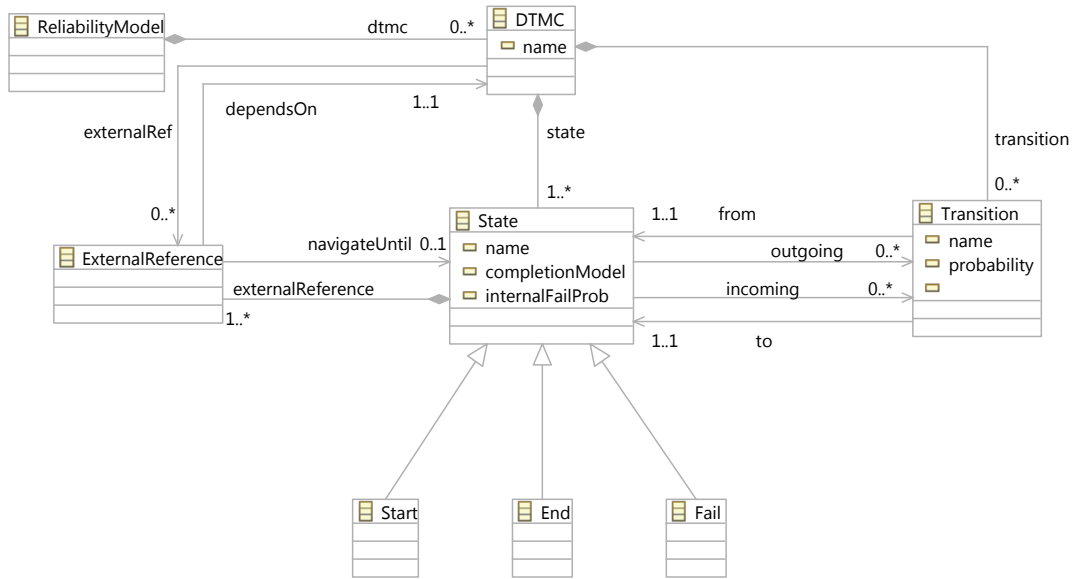 ReliabilityModel
dtmc
0..*
DTMC
name
dependsOn
1..1
externalRef
state
transition
0..*
1..*
0..*
ExternalReference
navigateUntil
0..1
externalReference
1..*
State
name
completionModel
internalFailProb
1..1
from
outgoing
0..*
incoming
0..*
1..1
to
Transition
name
probability
Start
End
Fail